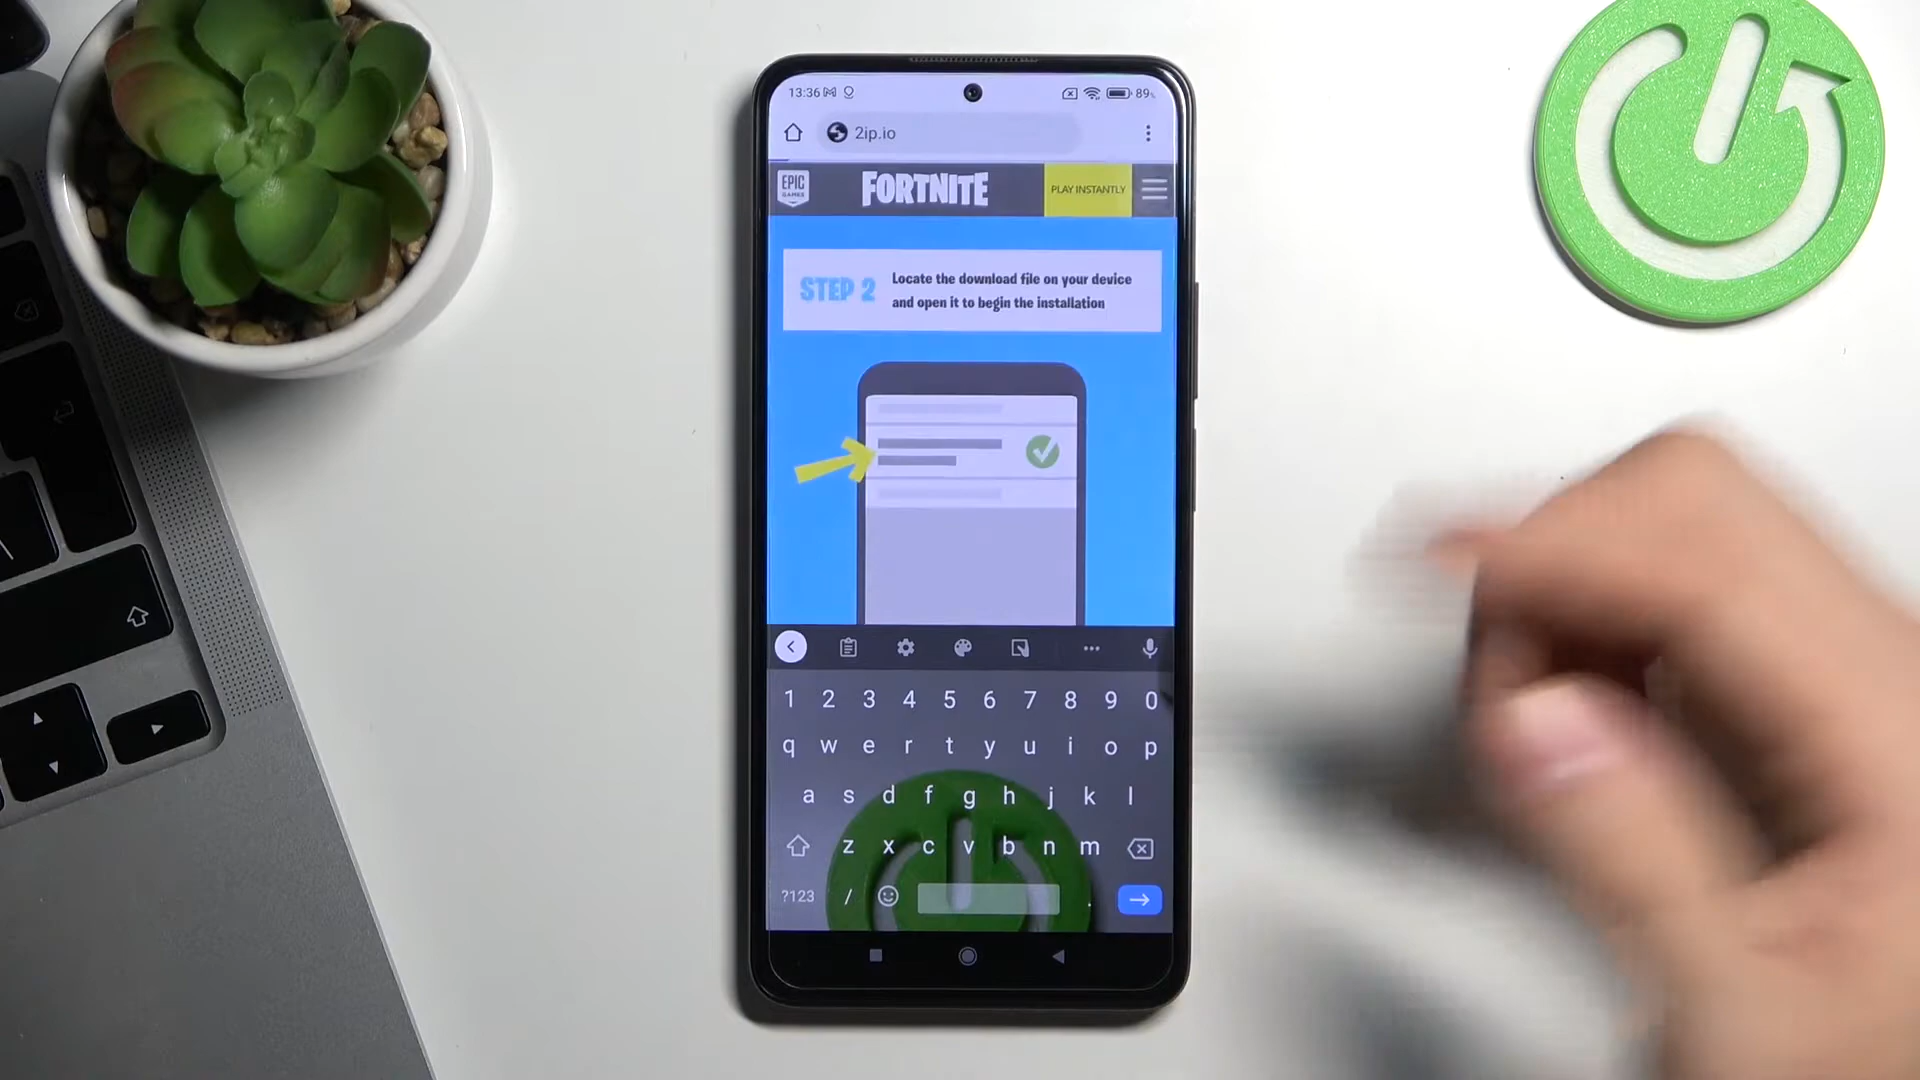 13:36
89%
2ip.io
EPIC
GAMES
FORTNITE
PLAY INSTANTLY
STEP 2
Locate the download file on your device
and open it to begin the installation
1 2 3 4 5 6 7 8 9 0
q w e r t y u i o p
a s d f g h j k l
z x c v b n m
?123 / .